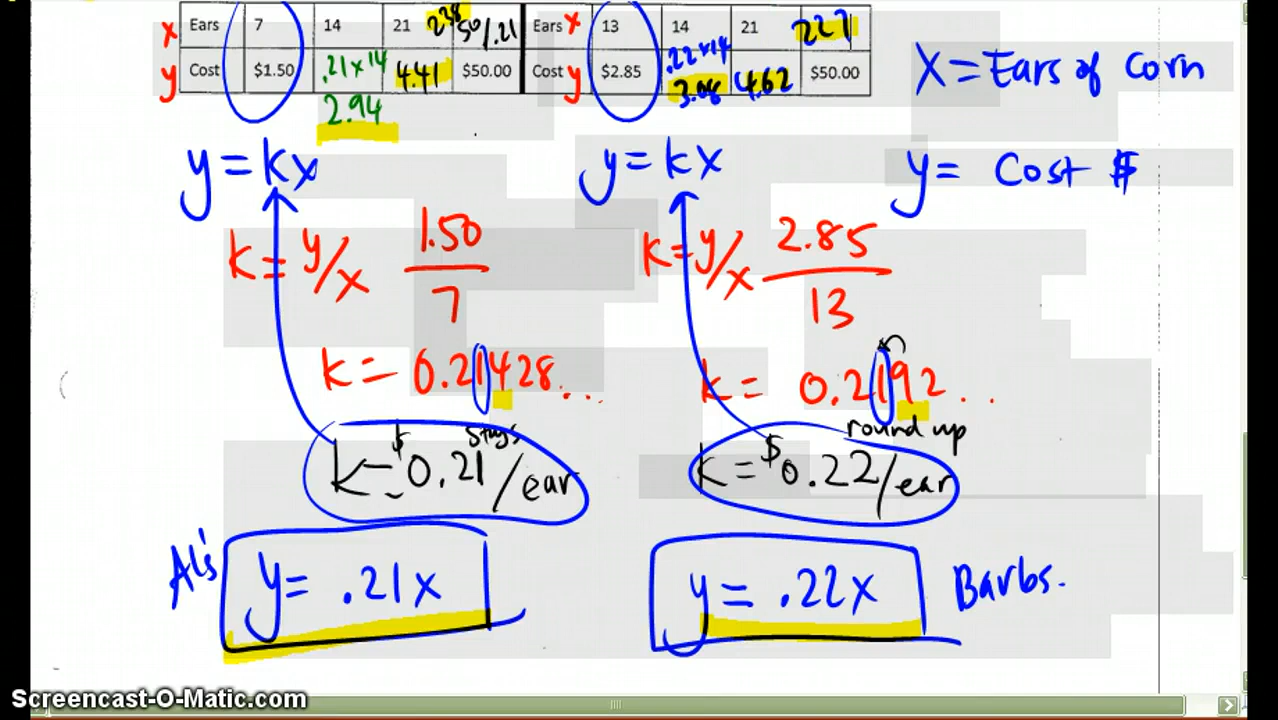 x Ears 7 14 21 238 50/.21 Ears x 13 14 21 227
y Cost $1.50 .21x14 4.41 $50.00 Cost y $2.85 .22x14 3.08 4.62 $50.00
2.94
X = Ears of Corn
y = Cost $
y = kx
y = kx
k = y/x 1.50
7
k = y/x 2.85
13
k = 0.21428...
k = 0.2192...
stays
round up
k = $0.21/ear
k = $0.22/ear
Al's y = .21x
y = .22x Barbs.
Screencast-O-Matic.com